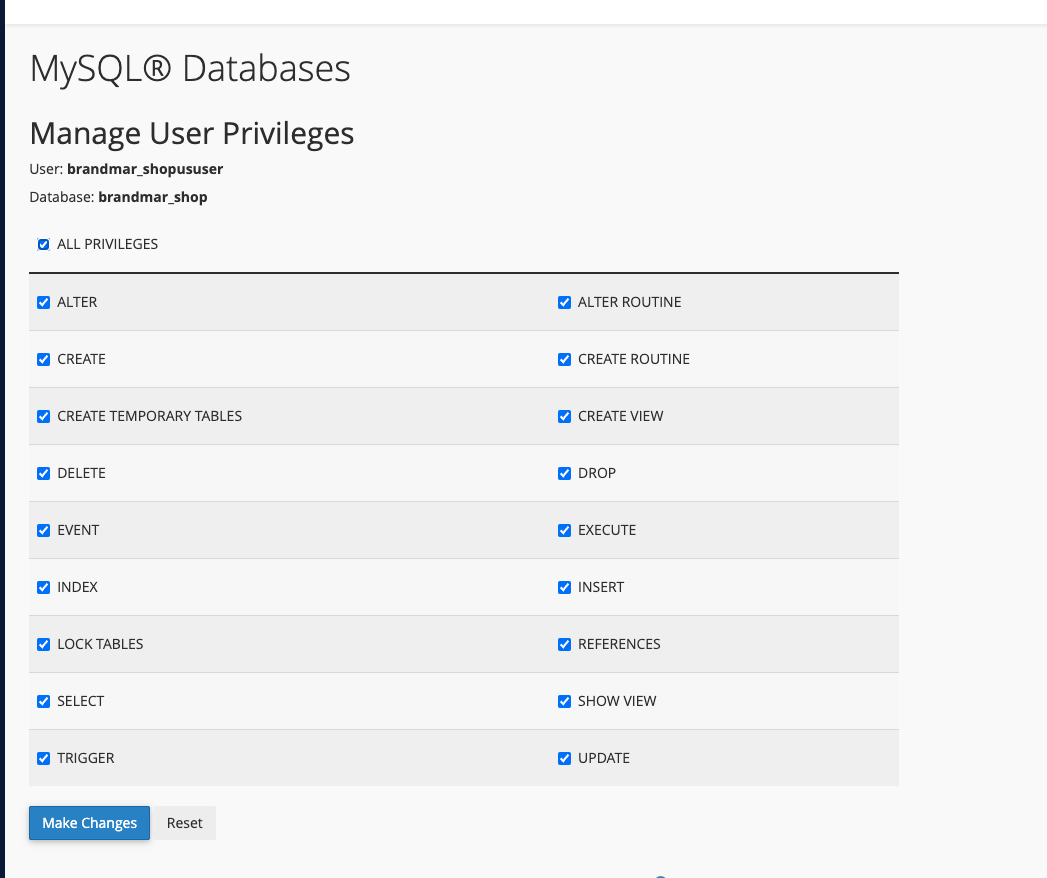 MySQL® Databases
Manage User Privileges
User: brandmar_shopususer
Database: brandmar_shop
ALL PRIVILEGES
ALTER ALTER ROUTINE
CREATE CREATE ROUTINE
CREATE TEMPORARY TABLES CREATE VIEW
DELETE DROP
EVENT EXECUTE
INDEX INSERT
LOCK TABLES REFERENCES
SELECT SHOW VIEW
TRIGGER UPDATE
Make Changes Reset